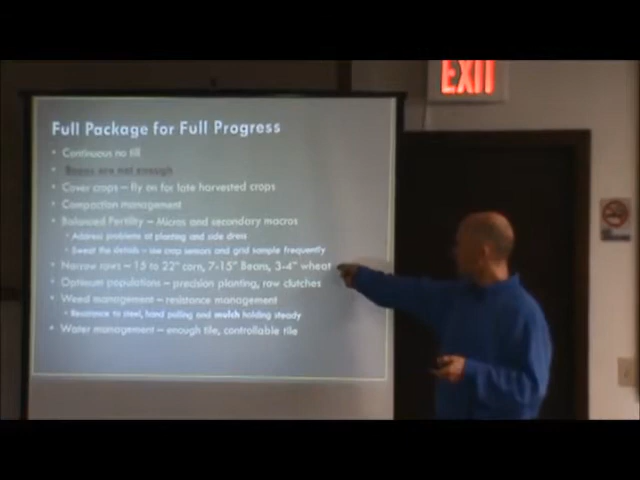 EXIT
Full Package for Full Progress
• Continuous no till
• Beans are not enough
• Cover crops – fly on for late harvested crops
• Compaction management
• Balanced Fertility – Micros and secondary macros
• Address problems at planting and side dress
• Sweat the details – use crop sensors and grid sample frequently
• Narrow rows – 15 to 22" corn, 7-15" Beans, 3-4" wheat
• Optimum populations – precision planting, row clutches
• Weed management – resistance management
• Resistance to steel, hand pulling and mulch holding steady
• Water management – enough tile, controllable tile